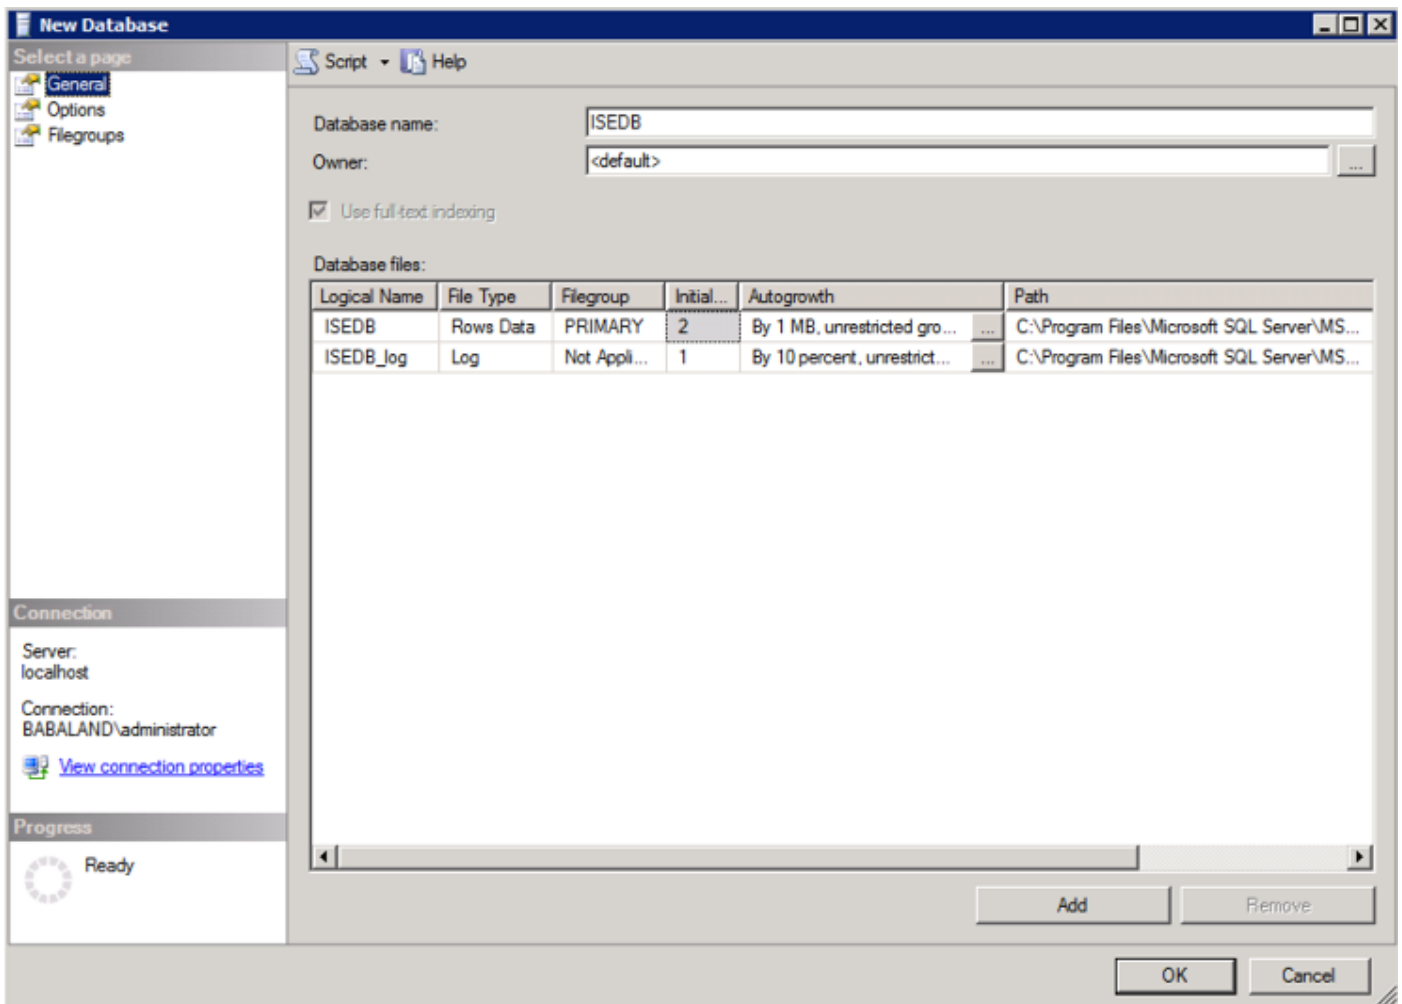 New Database
Select a page
General
Options
Filegroups
Script
Help
Database name:
ISEDB
Owner:
<default>
...
Use full-text indexing
Database files:
Logical Name File Type Filegroup Initial... Autogrowth Path
ISEDB Rows Data PRIMARY 2 By 1 MB, unrestricted gro... ... C:\Program Files\Microsoft SQL Server\MS...
ISEDB_log Log Not Appli... 1 By 10 percent, unrestrict... ... C:\Program Files\Microsoft SQL Server\MS...
Connection
Server:
localhost
Connection:
BABALAND\administrator
View connection properties
Progress
Ready
Add
Remove
OK
Cancel